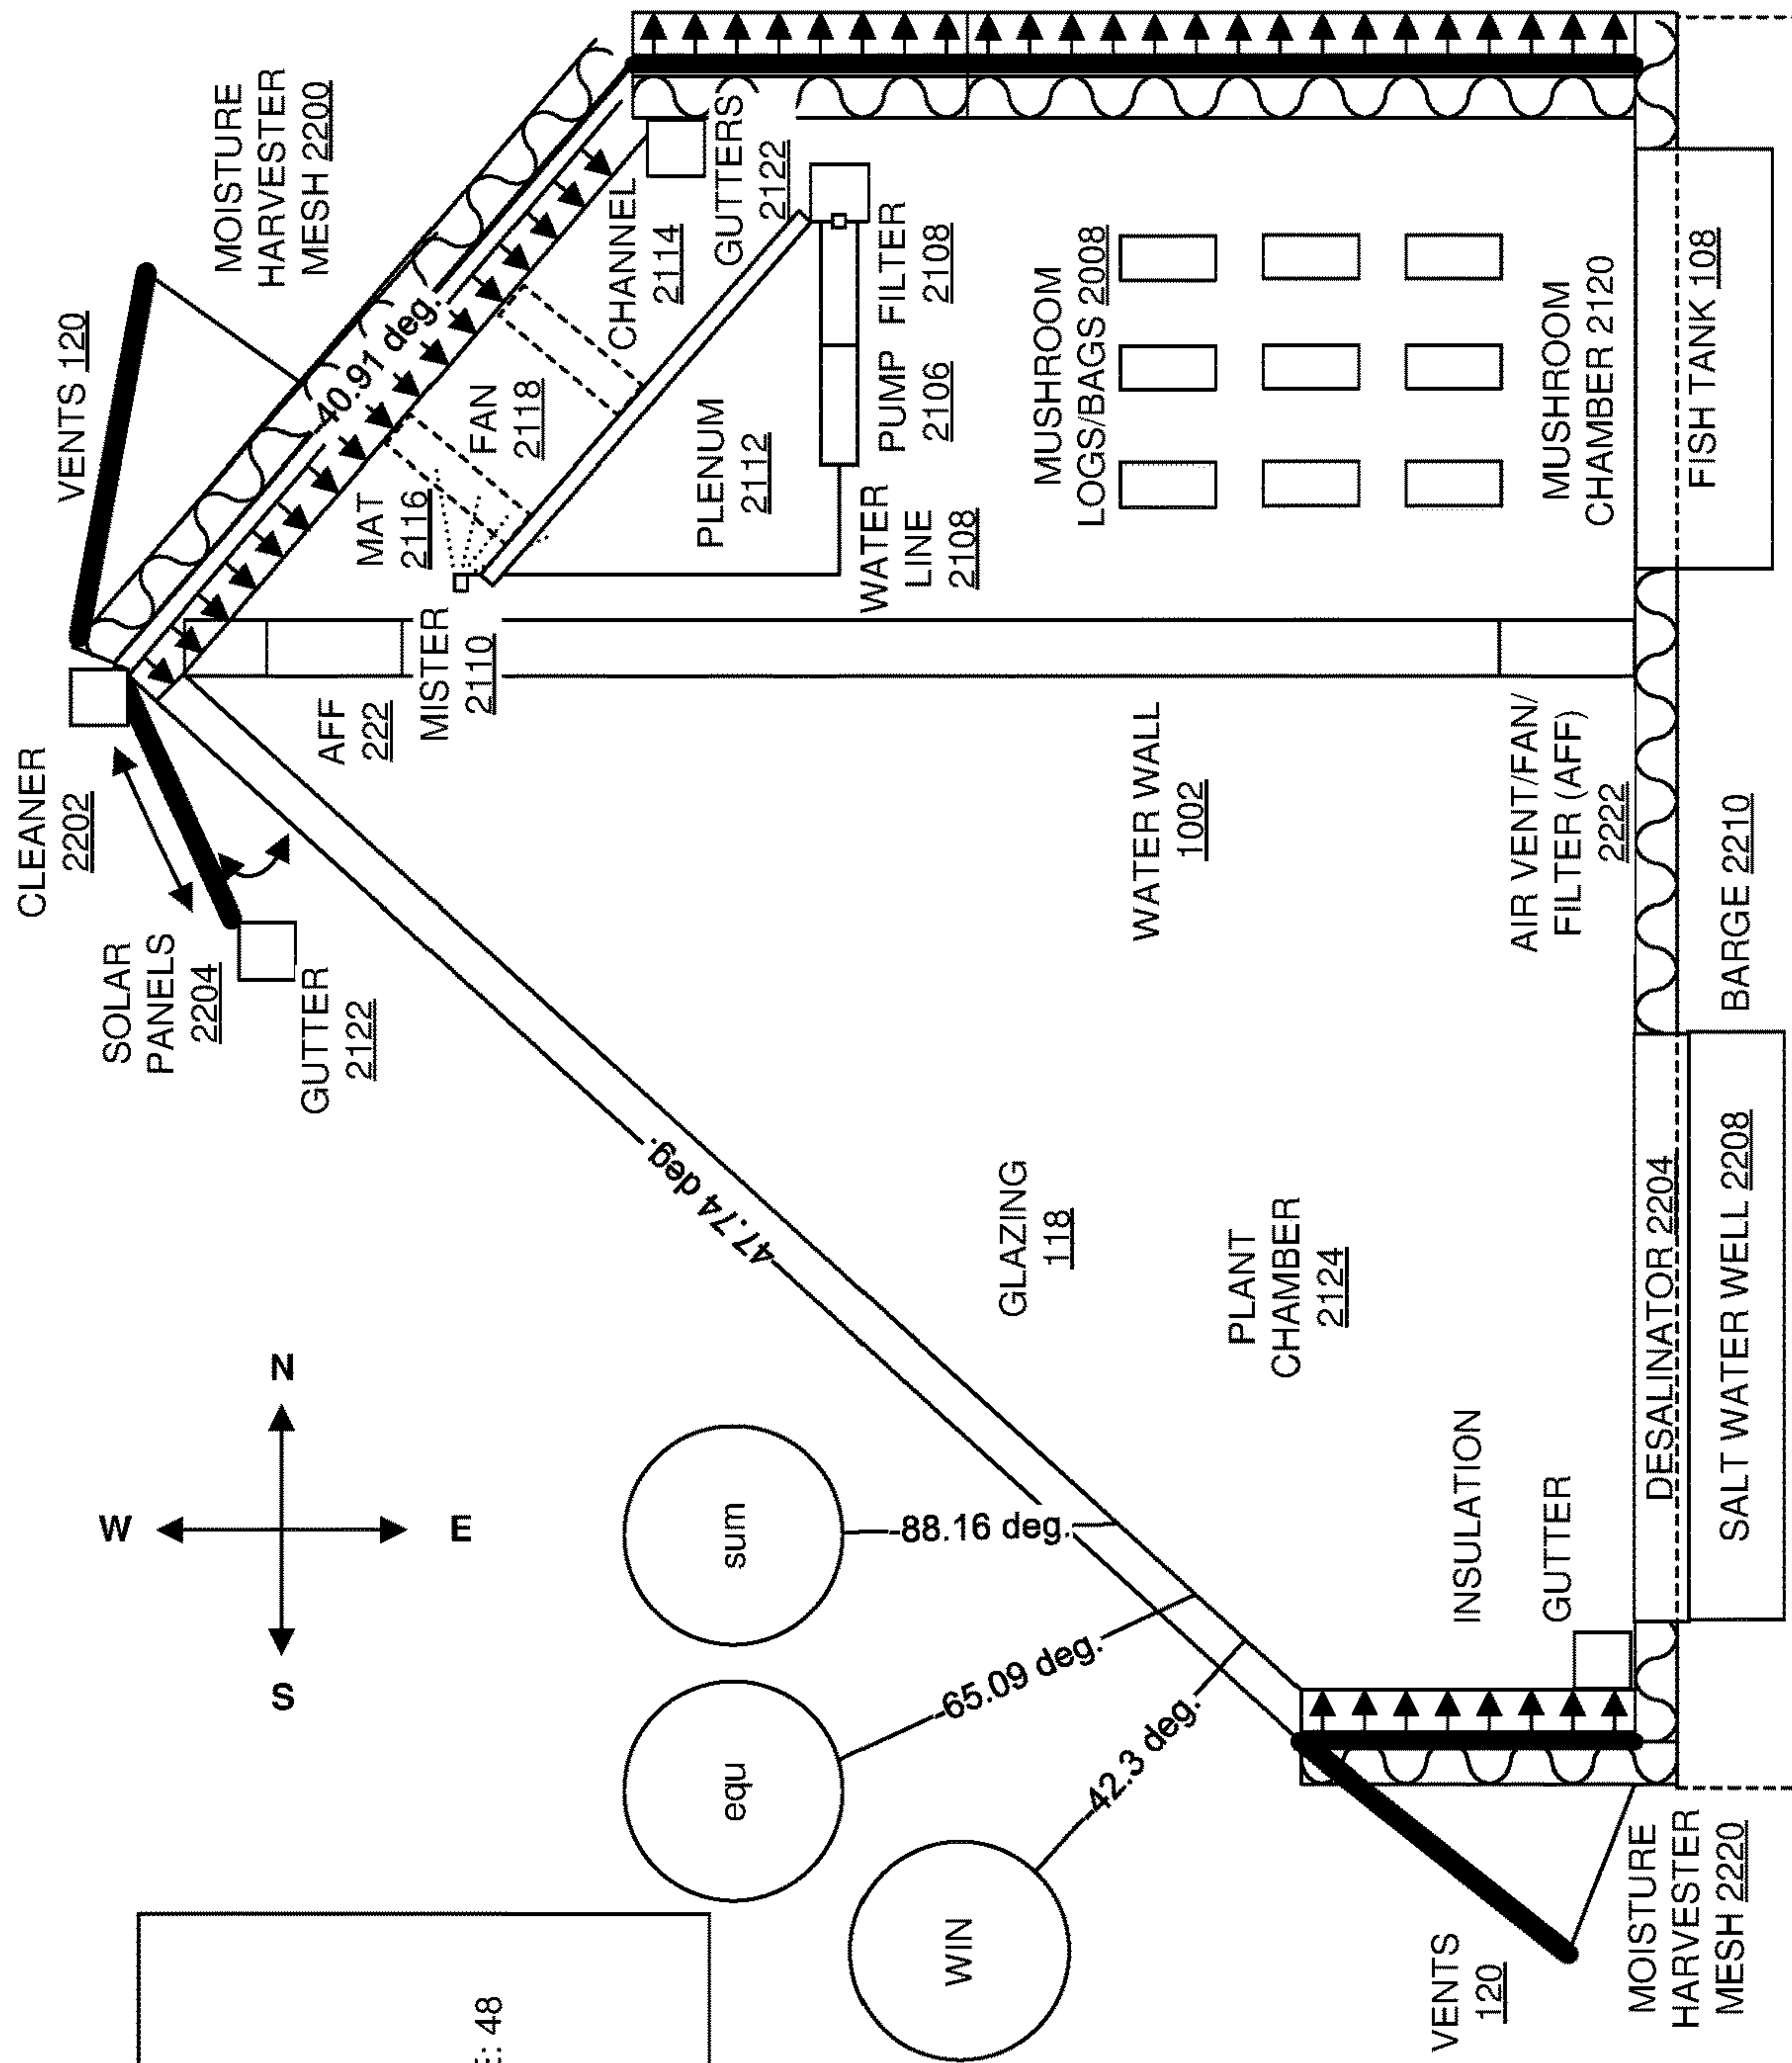 CLEANER
2202
VENTS 120
MOISTURE
HARVESTER
MESH 2200
SOLAR
PANELS
2204
GUTTER
2122
AFF
222
MISTER
2110
MAT
2116
FAN
2118
40.91 deg.
CHANNEL
2114
GUTTERS
2122
PLENUM
2112
WATER
LINE
2108
PUMP
2106
FILTER
2108
MUSHROOM
LOGS/BAGS 2008
MUSHROOM
CHAMBER 2120
FISH TANK 108
WATER WALL
1002
AIR VENT/FAN/
FILTER (AFF)
2222
BARGE 2210
47.74 deg.
GLAZING
118
PLANT
CHAMBER
2124
INSULATION
GUTTER
DESALINATOR 2204
SALT WATER WELL 2208
N
W
E
S
sum
88.16 deg.
equ
65.09 deg.
WIN
42.3 deg.
E: 48
VENTS
120
MOISTURE
HARVESTER
MESH 2220